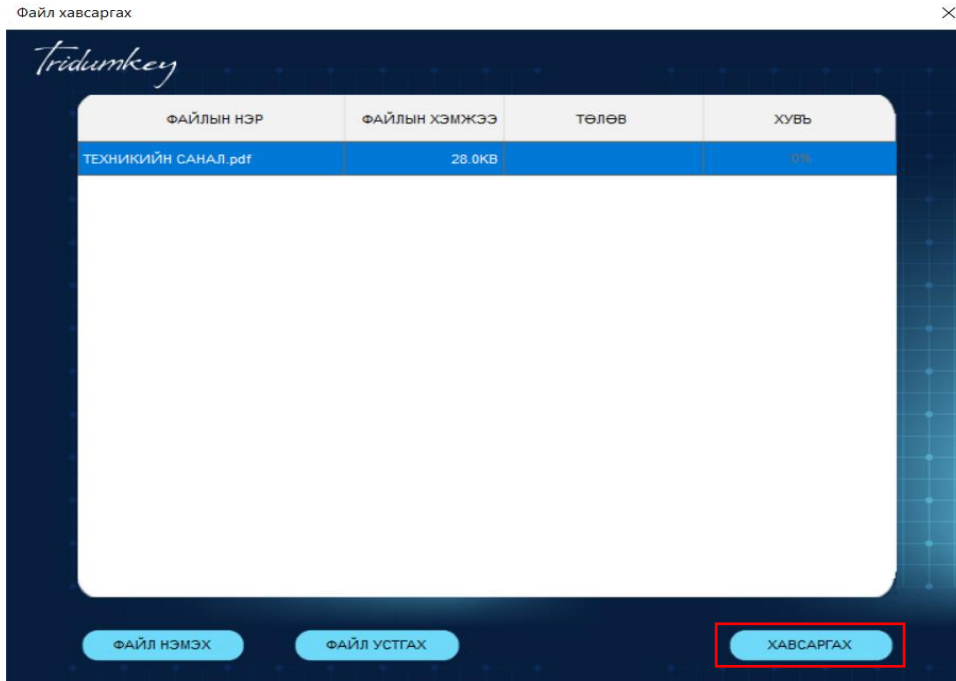 Файл хавсаргах
Tridumkey
ФАЙЛЫН НЭР ФАЙЛЫН ХЭМЖЭЭ ТӨЛӨВ ХУВЬ
ТЕХНИКИЙН САНАЛ.pdf 28.0KB 0%
ФАЙЛ НЭМЭХ ФАЙЛ УСТГАХ ХАВСАРГАХ